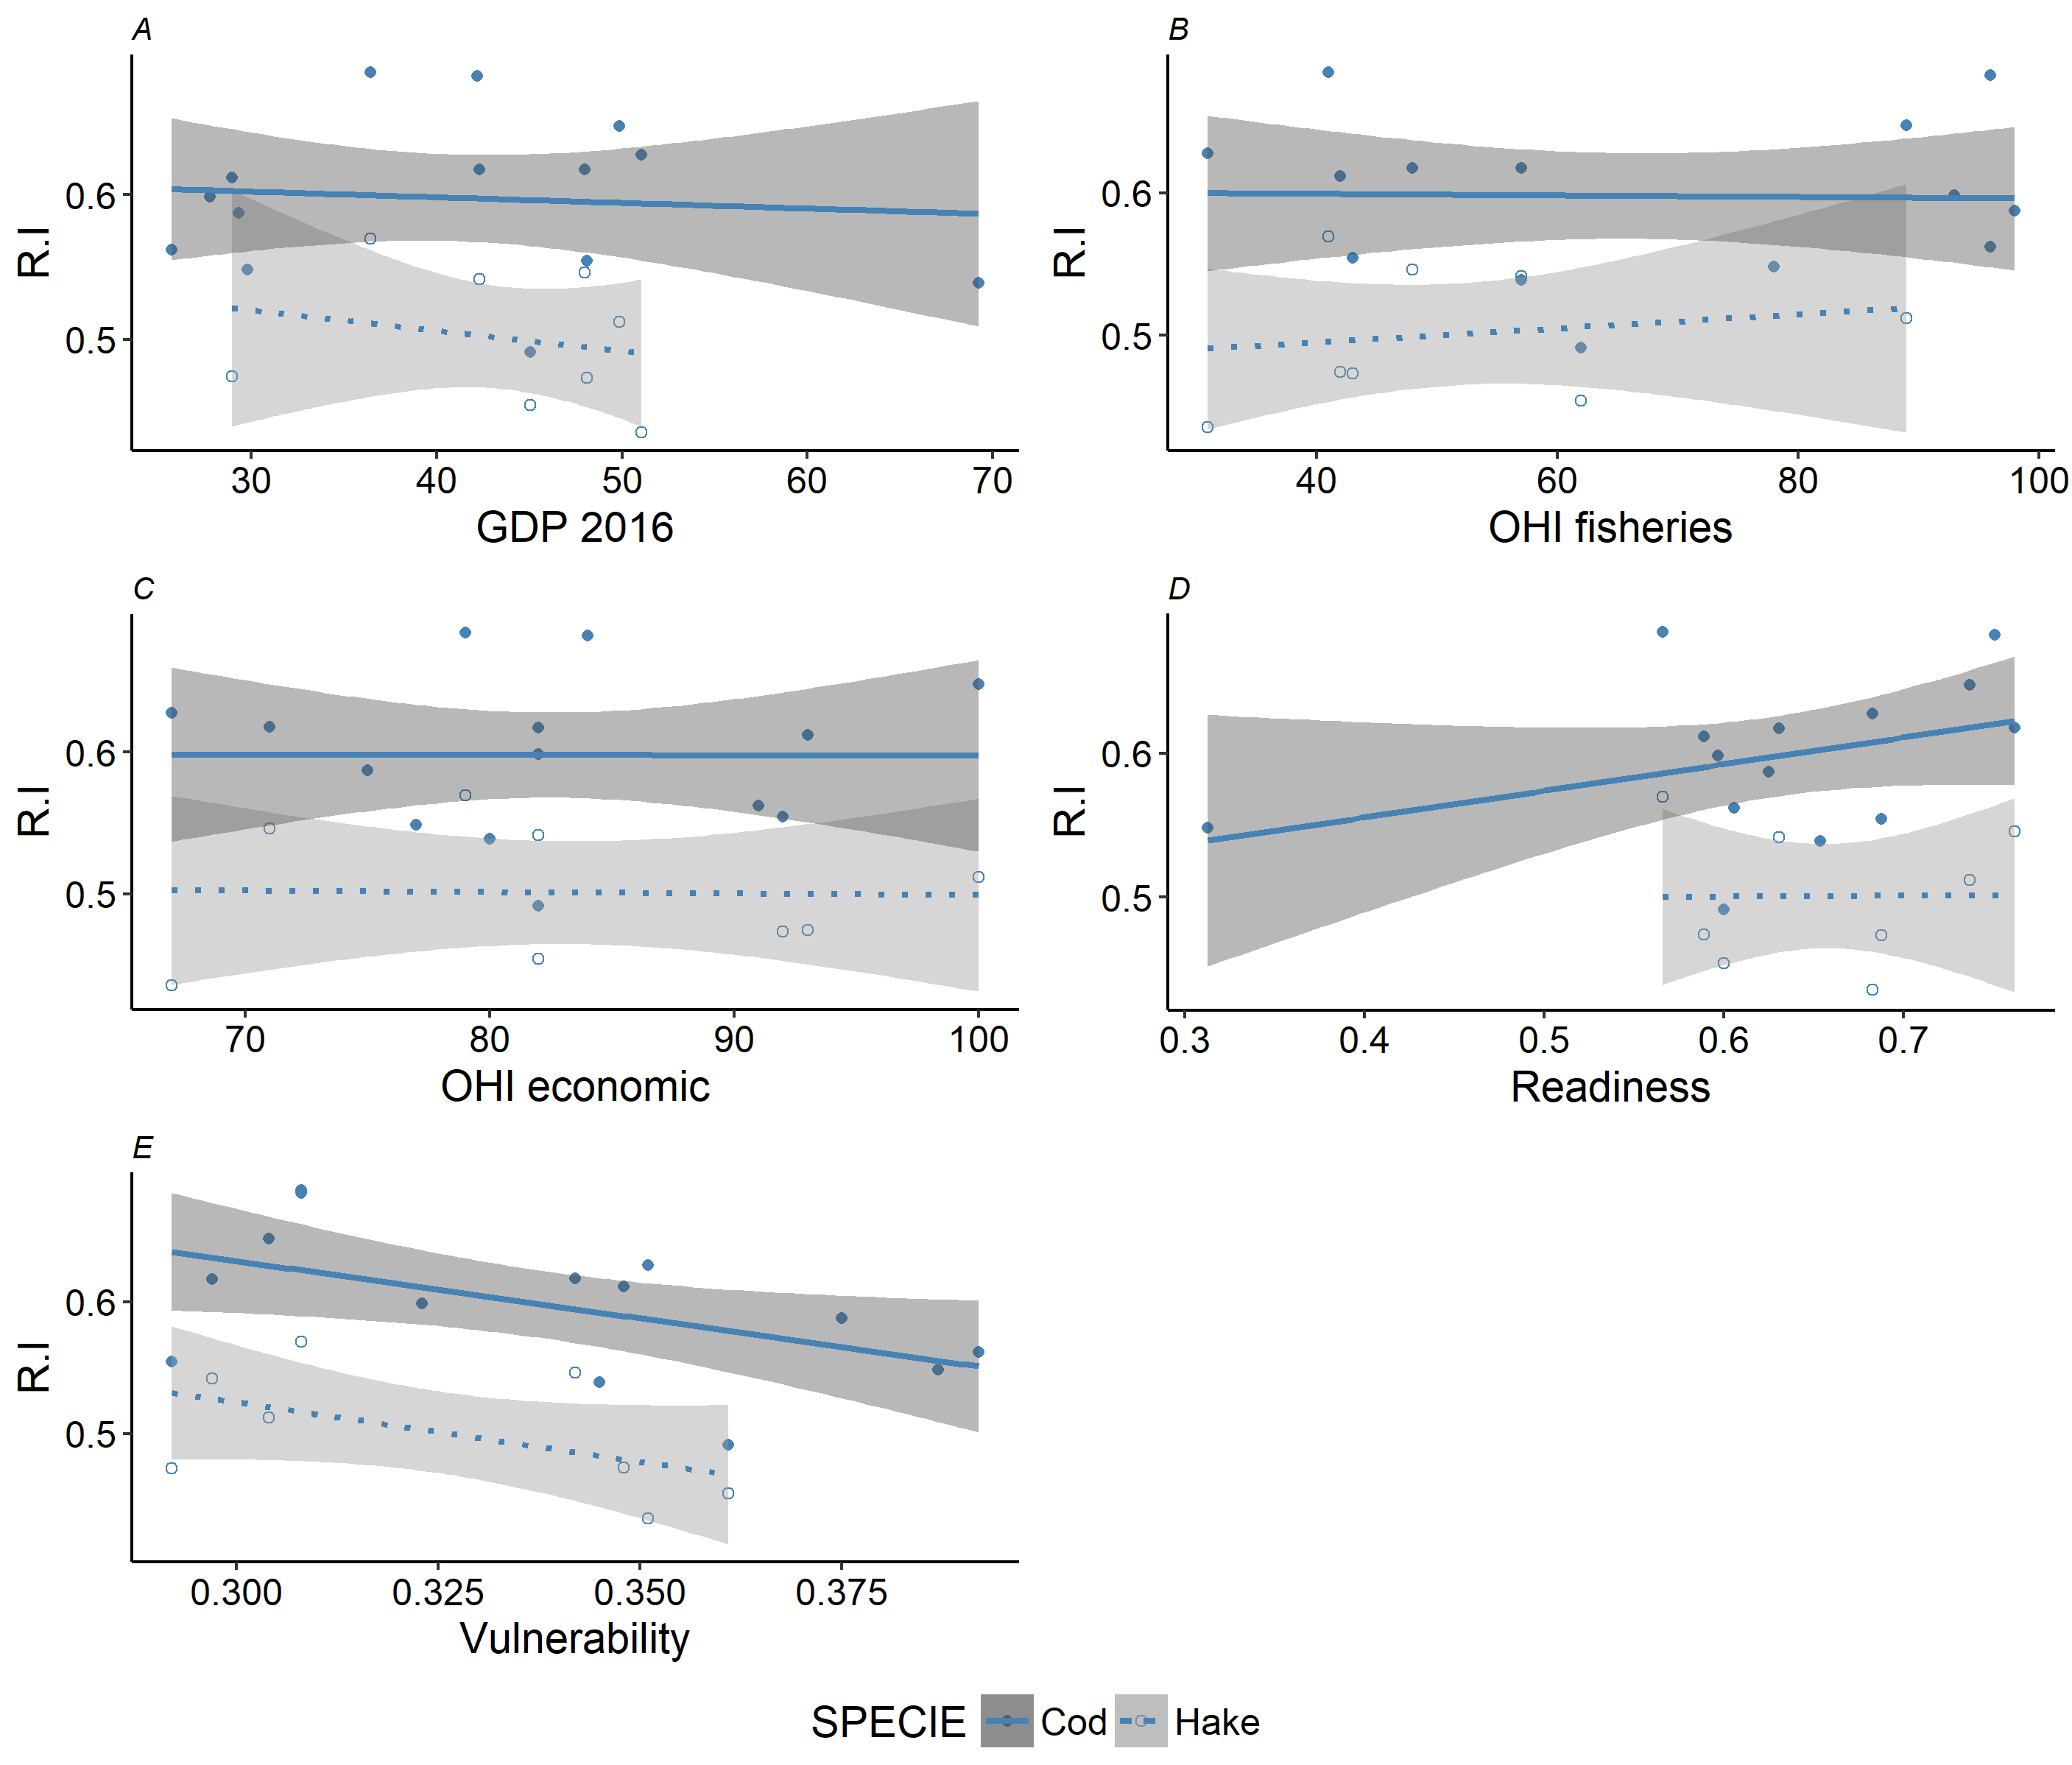 A
R.I
0.6
0.5
30 40 50 60 70
GDP 2016
B
R.I
0.6
0.5
40 60 80 100
OHI fisheries
C
R.I
0.6
0.5
70 80 90 100
OHI economic
D
R.I
0.6
0.5
0.3 0.4 0.5 0.6 0.7
Readiness
E
R.I
0.6
0.5
0.300 0.325 0.350 0.375
Vulnerability
SPECIE Cod Hake